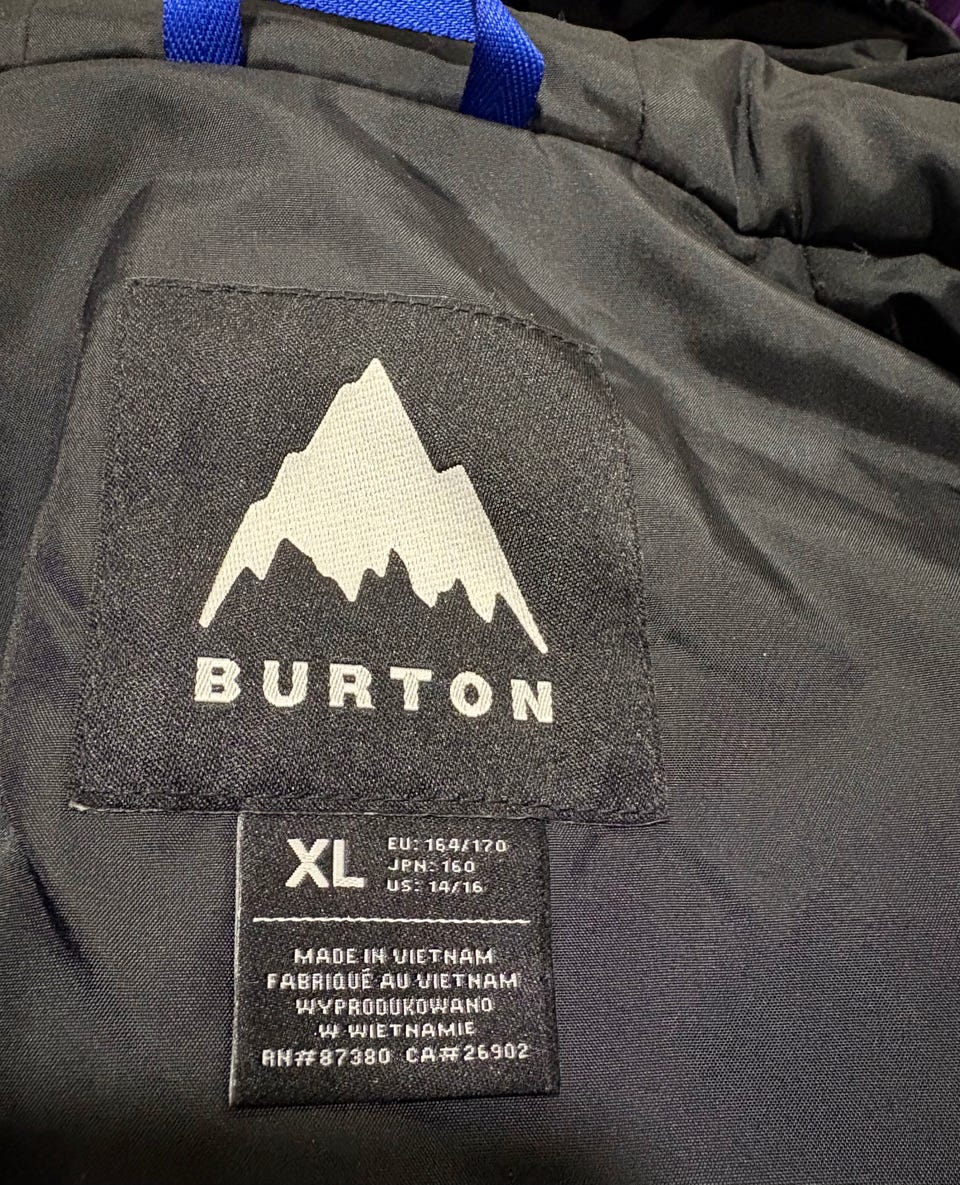 BURTON
XL
EU: 164/170
JPN: 160
US: 14/16
MADE IN VIETNAM
FABRIQUÉ AU VIETNAM
WYPRODUKOWANO
W WIETNAMIE
RN#87380 CA#26902